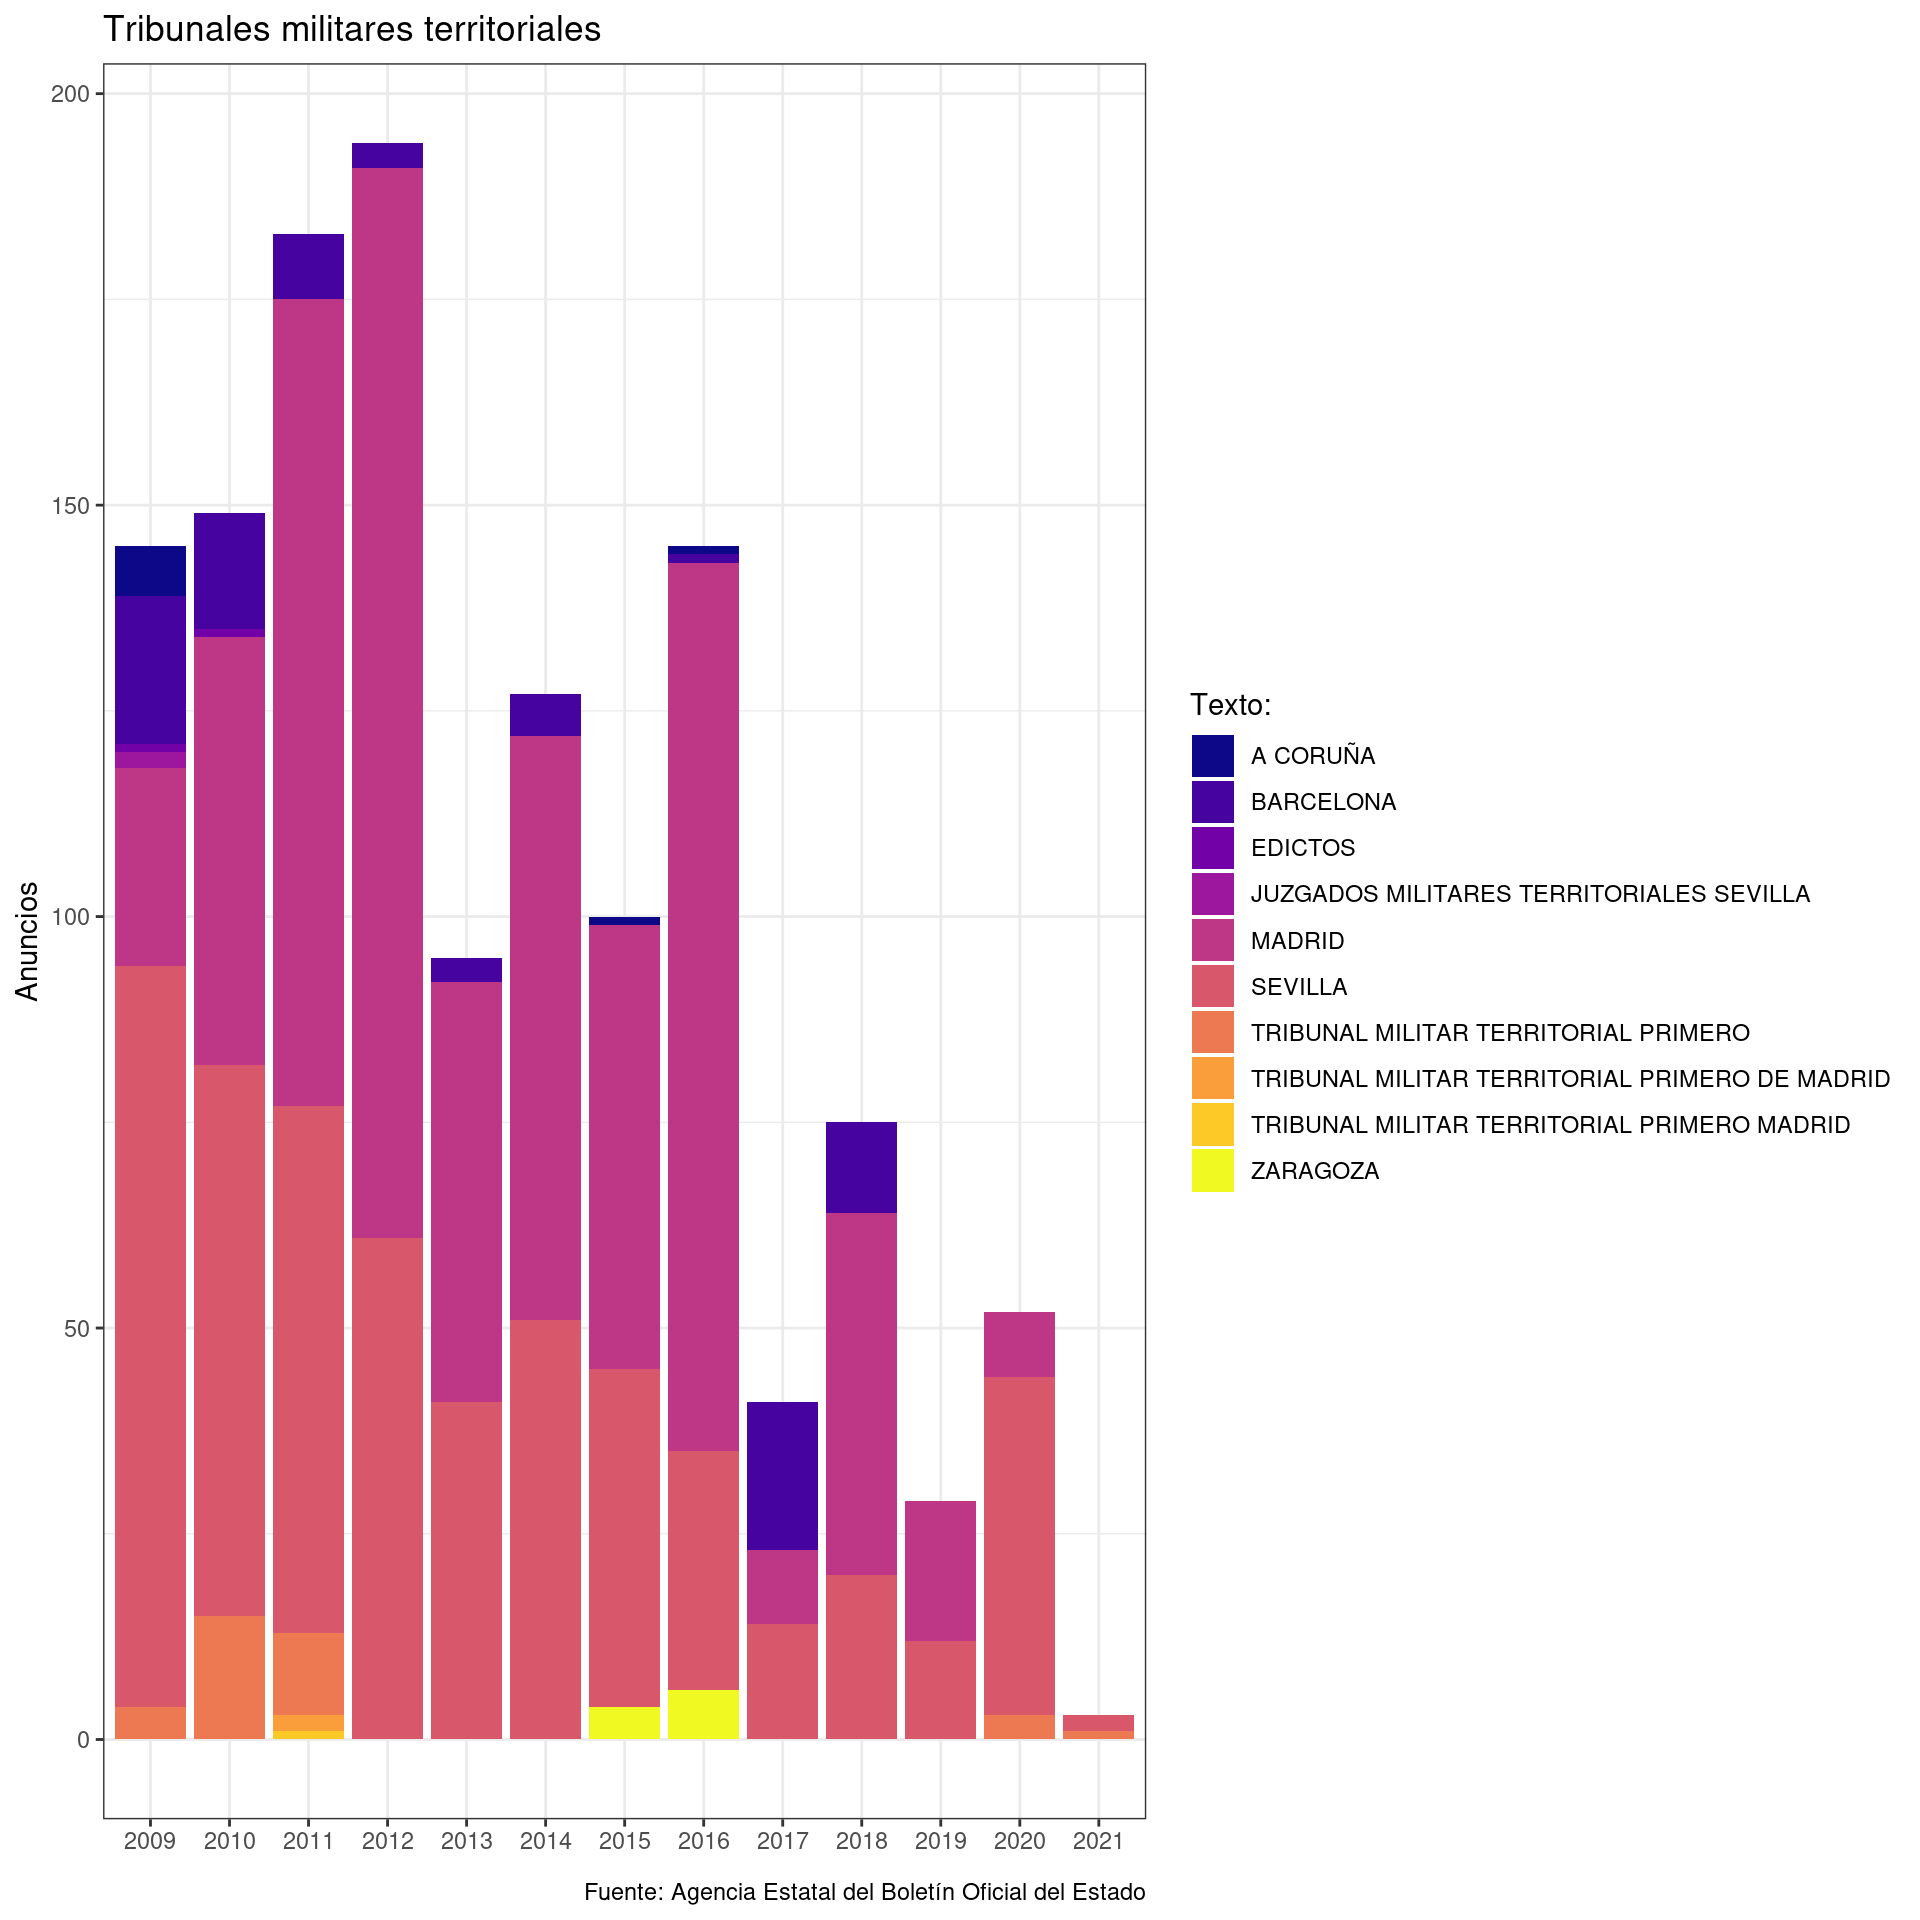 Tribunales militares territoriales
Anuncios
200
150
100
50
0
2009 2010 2011 2012 2013 2014 2015 2016 2017 2018 2019 2020 2021
Texto:
A CORUÑA
BARCELONA
EDICTOS
JUZGADOS MILITARES TERRITORIALES SEVILLA
MADRID
SEVILLA
TRIBUNAL MILITAR TERRITORIAL PRIMERO
TRIBUNAL MILITAR TERRITORIAL PRIMERO DE MADRID
TRIBUNAL MILITAR TERRITORIAL PRIMERO MADRID
ZARAGOZA
Fuente: Agencia Estatal del Boletín Oficial del Estado